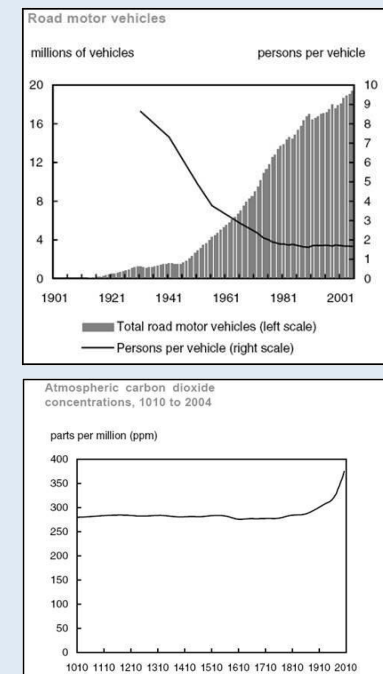 Road motor vehicles
millions of vehicles persons per vehicle
20 10
9
16 8
7
12 6
5
8 4
3
4 2
1
0 0
1901 1921 1941 1961 1981 2001
Total road motor vehicles (left scale)
Persons per vehicle (right scale)
Atmospheric carbon dioxide
concentrations, 1010 to 2004
parts per million (ppm)
400
350
300
250
200
150
100
50
0
1010 1110 1210 1310 1410 1510 1610 1710 1810 1910 2010